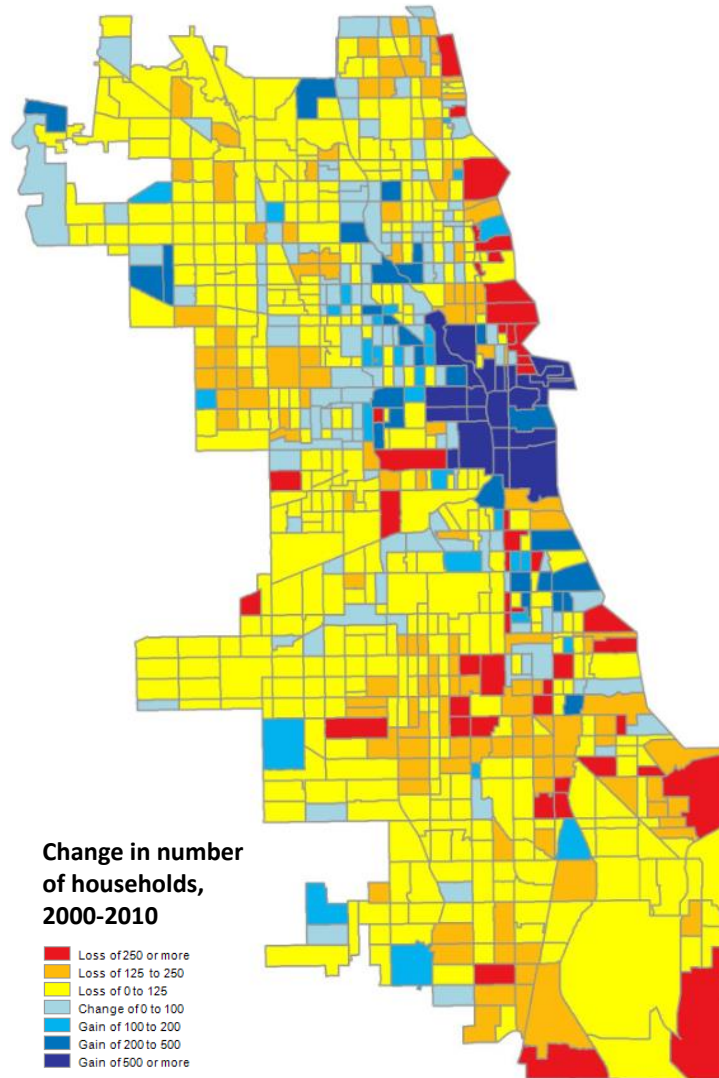 Change in number
of households,
2000-2010
Loss of 250 or more
Loss of 125 to 250
Loss of 0 to 125
Change of 0 to 100
Gain of 100 to 200
Gain of 200 to 500
Gain of 500 or more